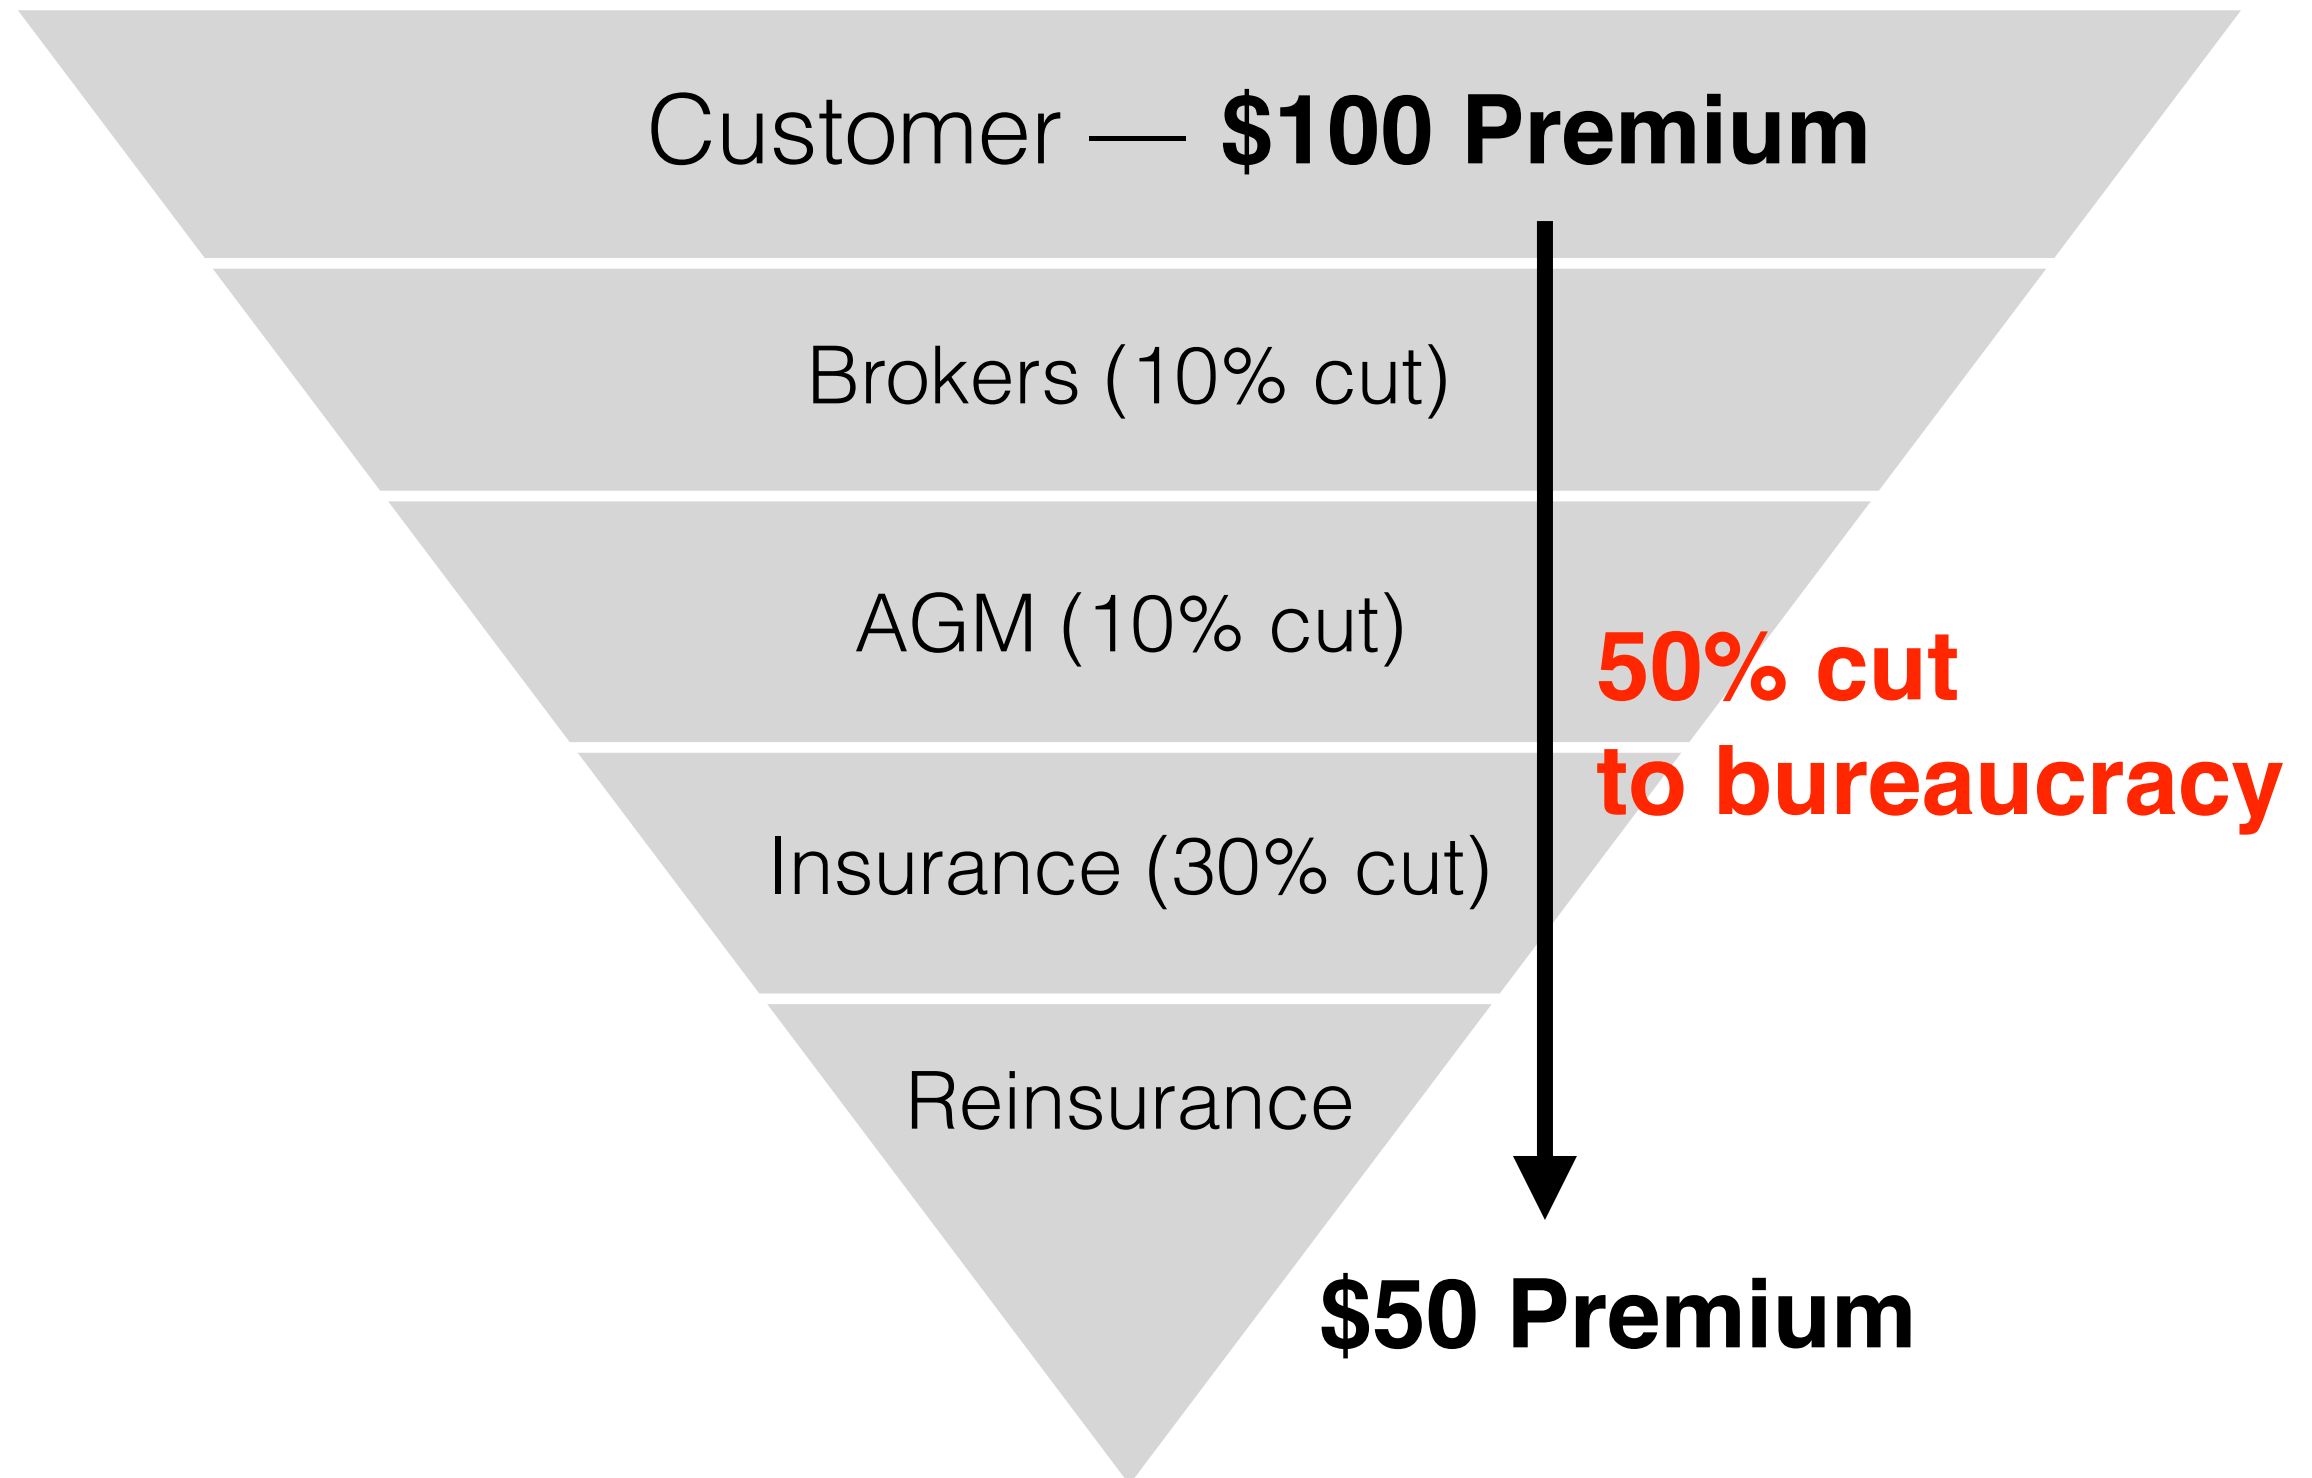 Customer — $100 Premium
Brokers (10% cut)
AGM (10% cut)
50% cut
to bureaucracy
Insurance (30% cut)
Reinsurance
$50 Premium